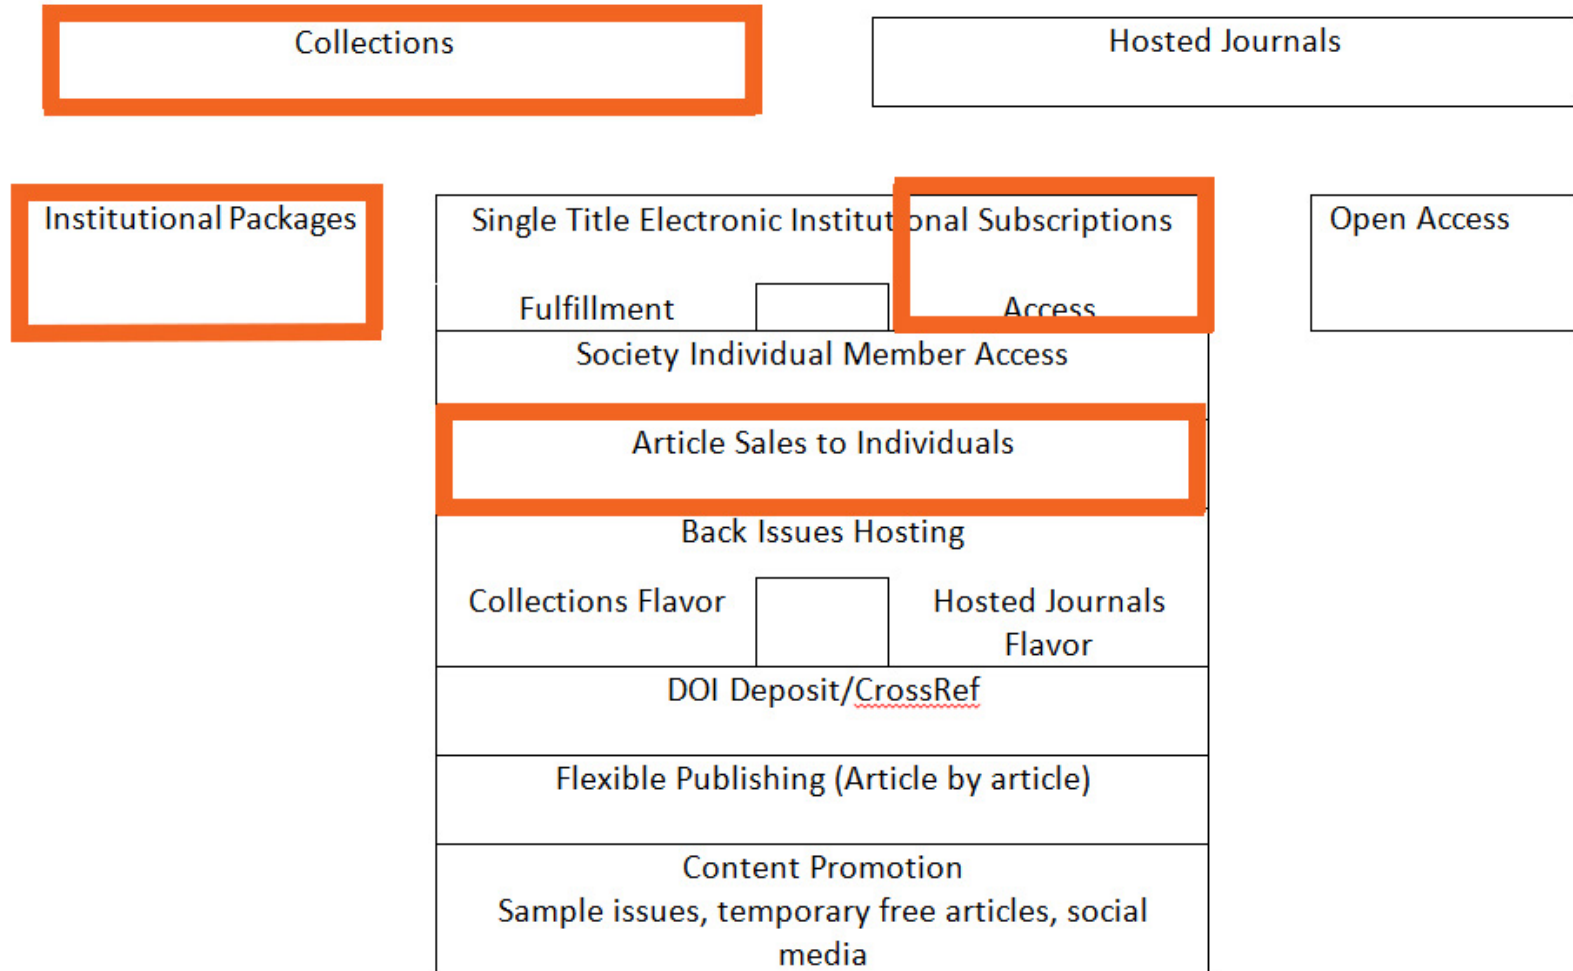 Collections
Hosted Journals
Institutional Packages
Single Title Electronic Institutional Subscriptions
Open Access
Fulfillment
Access
Society Individual Member Access
Article Sales to Individuals
Back Issues Hosting
Collections Flavor
Hosted Journals
Flavor
DOI Deposit/CrossRef
Flexible Publishing (Article by article)
Content Promotion
Sample issues, temporary free articles, social
media